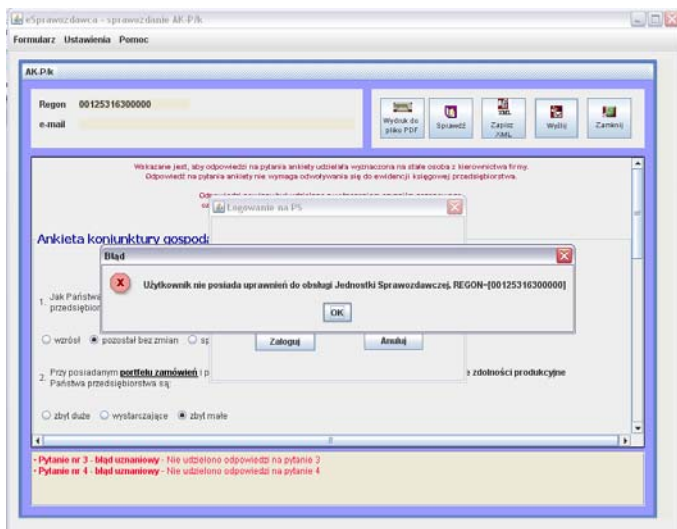 eSprawozdawca - sprawozdanie AK-P/k
Formularz Ustawienia Pomoc
AK-P/k
Regon 00125316300000
e-mail
Wydruk do pliku PDF
Sprawdź
XML
Zapisz XML
Wyślij
Zamknij
Wskazane jest, aby odpowiedzi na pytania ankiety udzielała wyznaczona na stałe osoba z kierownictwa firmy.
Odpowiedź na pytania ankiety nie wymaga odwoływania się do ewidencji księgowej przedsiębiorstwa.
Logowanie na PS
Ankieta koniunktury gospoda
Błąd
Użytkownik nie posiada uprawnień do obsługi Jednostki Sprawozdawczej, REGON=[00125316300000]
OK
1. Jak Państwa
przedsiębior
wzrósł pozostał bez zmian sp
Zaloguj Anuluj
2. Przy posiadanym portfelu zamówień i p e zdolności produkcyjne
Państwa przedsiębiorstwa są:
zbyt duże wystarczające zbyt małe
- Pytanie nr 3 - błąd uznaniowy - Nie udzielono odpowiedzi na pytanie 3
- Pytanie nr 4 - błąd uznaniowy - Nie udzielono odpowiedzi na pytanie 4